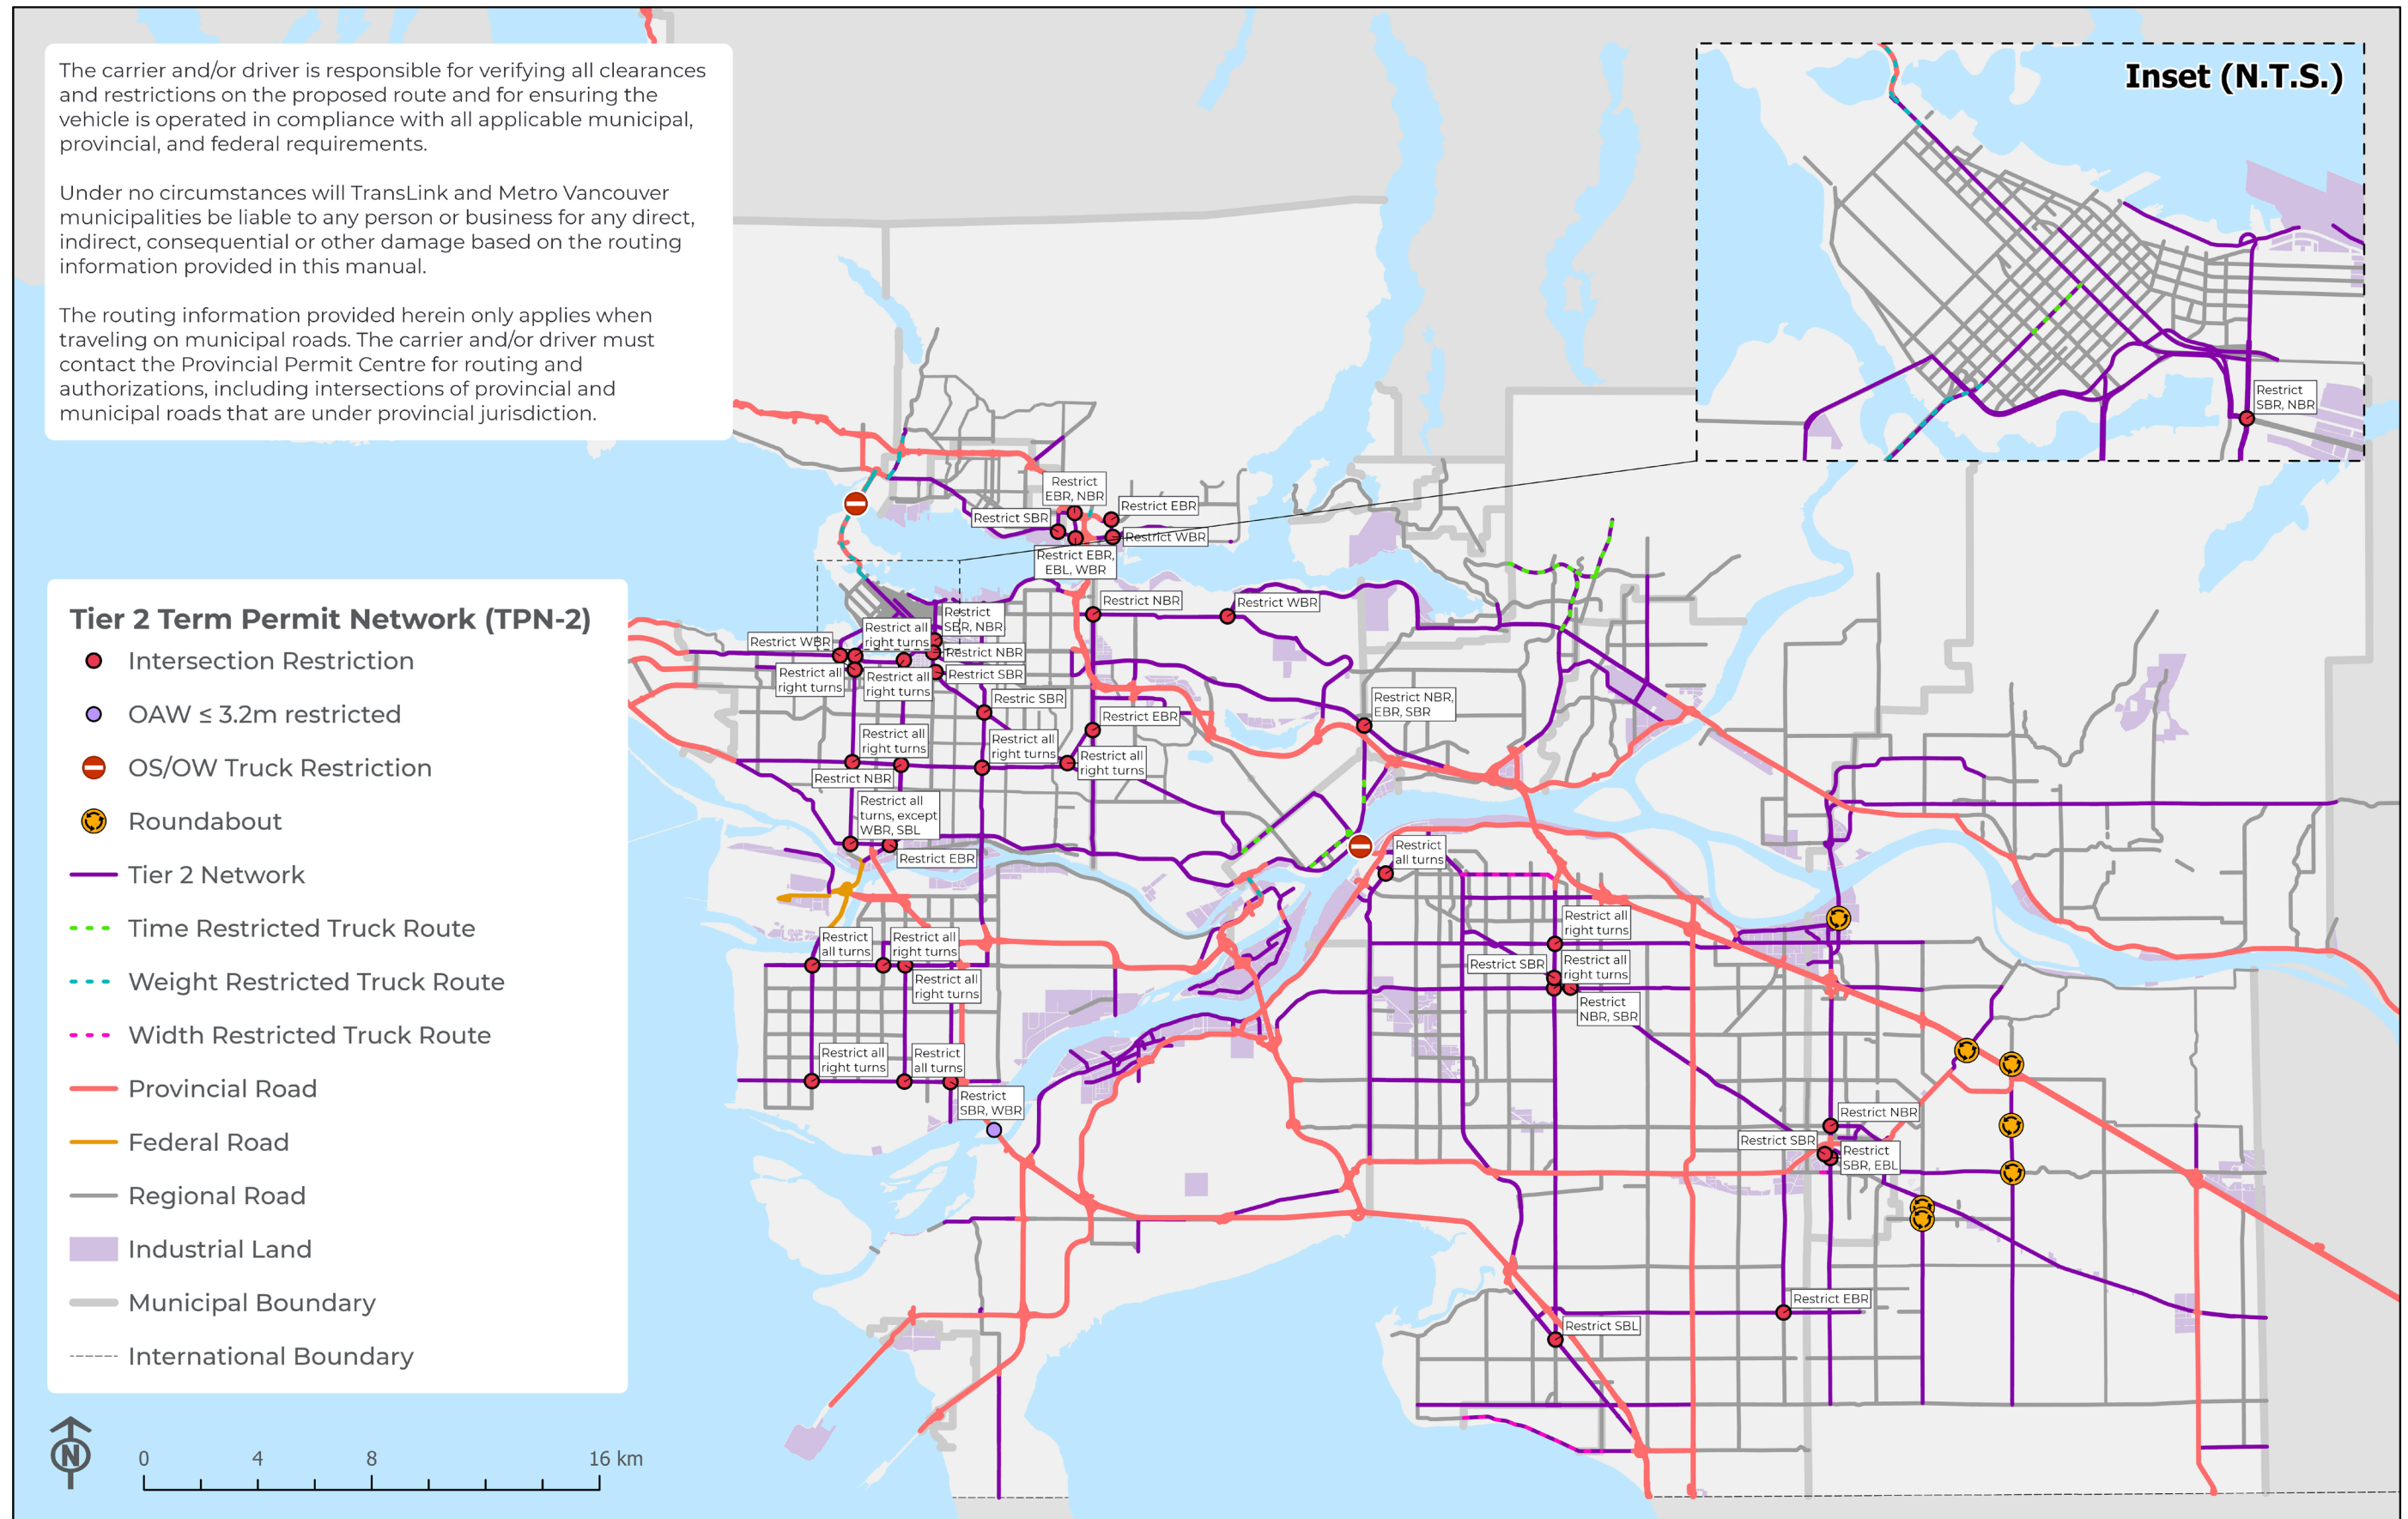 The carrier and/or driver is responsible for verifying all clearances
and restrictions on the proposed route and for ensuring the
vehicle is operated in compliance with all applicable municipal,
provincial, and federal requirements.
Under no circumstances will TransLink and Metro Vancouver
municipalities be liable to any person or business for any direct,
indirect, consequential or other damage based on the routing
information provided in this manual.
The routing information provided herein only applies when
traveling on municipal roads. The carrier and/or driver must
contact the Provincial Permit Centre for routing and
authorizations, including intersections of provincial and
municipal roads that are under provincial jurisdiction.
Inset (N.T.S.)
Restrict
SBR, NBR
Tier 2 Term Permit Network (TPN-2)
Intersection Restriction
OAW ≤ 3.2m restricted
OS/OW Truck Restriction
Roundabout
Tier 2 Network
Time Restricted Truck Route
Weight Restricted Truck Route
Width Restricted Truck Route
Provincial Road
Federal Road
Regional Road
Industrial Land
Municipal Boundary
International Boundary
N
0 4 8 16 km
Restrict
EBR, NBR
Restrict EBR
Restrict SBR
Restrict WBR
Restrict EBR,
EBL, WBR
Restrict NBR
Restrict WBR
Restrict
SBR, NBR
Restrict all
right turns
Restrict WBR
Restrict NBR
Restrict SBR
Restrict all
right turns
Restrict all
right turns
Restric SBR
Restrict NBR,
EBR, SBR
Restrict EBR
Restrict all
right turns
Restrict all
right turns
Restrict all
right turns
Restrict NBR
Restrict all
turns, except
WBR, SBL
Restrict EBR
Restrict
all turns
Restrict
all turns
Restrict all
right turns
Restrict all
right turns
Restrict all
right turns
Restrict SBR
Restrict all
right turns
Restrict
NBR, SBR
Restrict all
right turns
Restrict
all turns
Restrict
SBR, WBR
Restrict NBR
Restrict SBR
Restrict
SBR, EBL
Restrict EBR
Restrict SBL